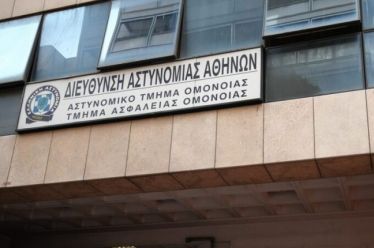 ΔΙΕΥΘΥΝΣΗ ΑΣΤΥΝΟΜΙΑΣ ΑΘΗΝΩΝ
ΑΣΤΥΝΟΜΙΚΟ ΤΜΗΜΑ ΟΜΟΝΟΙΑΣ
ΤΜΗΜΑ ΑΣΦΑΛΕΙΑΣ ΟΜΟΝΟΙΑΣ